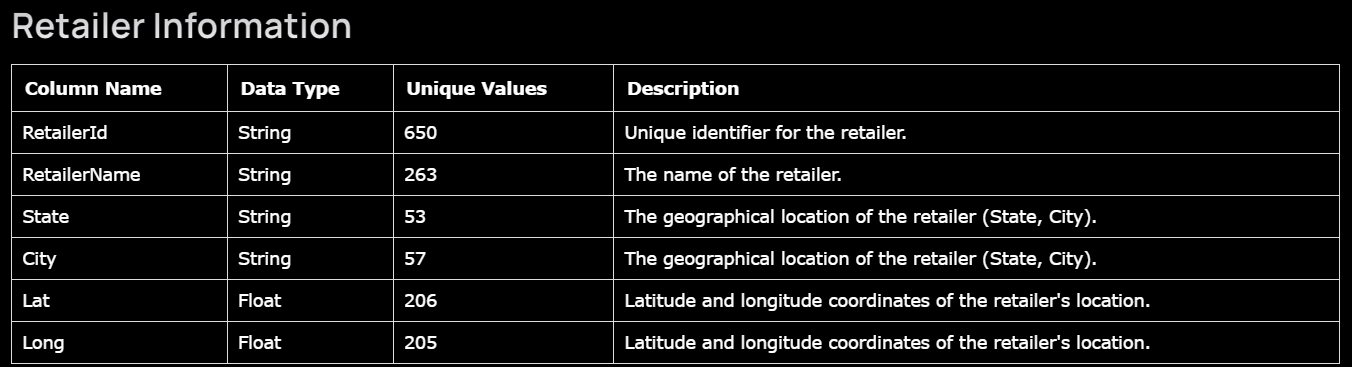 Retailer Information
Column Name Data Type Unique Values Description
RetailerId String 650 Unique identifier for the retailer.
RetailerName String 263 The name of the retailer.
State String 53 The geographical location of the retailer (State, City).
City String 57 The geographical location of the retailer (State, City).
Lat Float 206 Latitude and longitude coordinates of the retailer's location.
Long Float 205 Latitude and longitude coordinates of the retailer's location.